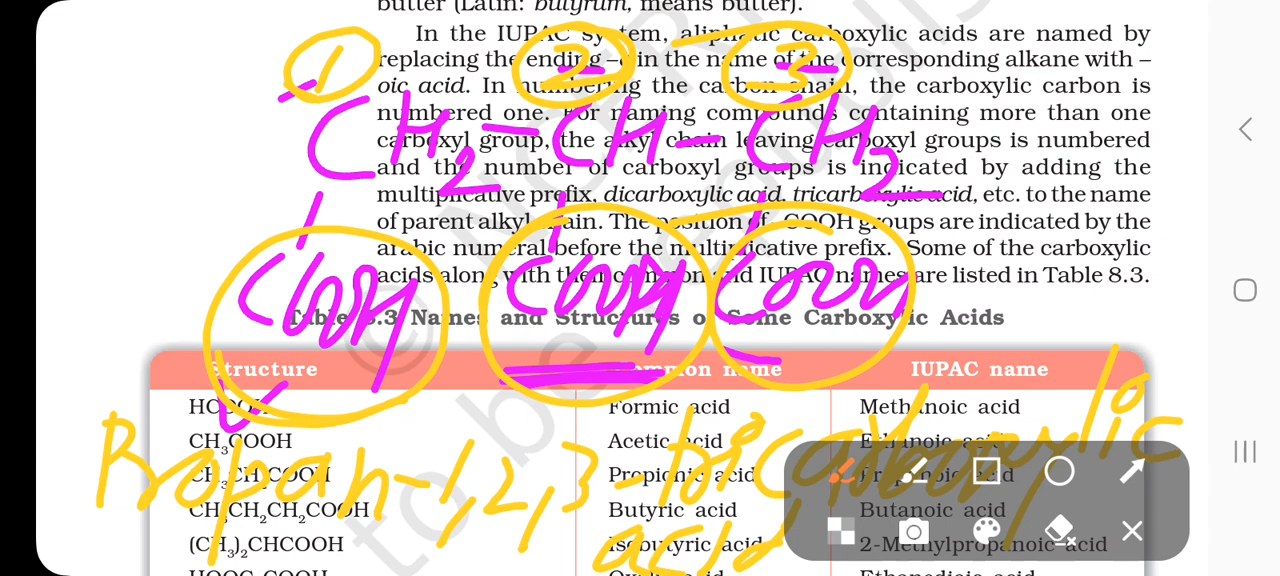 butter (Latin: butyrum, means butter).
In the IUPAC system, aliphatic carboxylic acids are named by
replacing the ending –e in the name of the corresponding alkane with –
oic acid. In numbering the carbon chain, the carboxylic carbon is
numbered one. For naming compounds containing more than one
carboxyl group, the alkyl chain leaving carboxyl groups is numbered
and the number of carboxyl groups is indicated by adding the
multiplicative prefix, dicarboxylic acid, tricarboxylic acid, etc. to the name
of parent alkyl chain. The position of –COOH groups are indicated by the
arabic numeral before the multiplicative prefix. Some of the carboxylic
acids along with their common and IUPAC names are listed in Table 8.3.
1 2 3
CH2-CH-CH2
COOH COOH COOH
Table 8.3 Names and Structures of Some Carboxylic Acids
Structure Common name IUPAC name
HCOOH Formic acid Methanoic acid
CH3COOH Acetic acid Ethanoic acid
CH3CH2COOH Propionic acid Propanoic acid
CH3CH2CH2COOH Butyric acid Butanoic acid
(CH3)2CHCOOH Isobutyric acid 2-Methylpropanoic acid
HOOC-COOH Oxalic acid Ethanedioic acid
Propan-1,2,3-tricarboxylic
acid